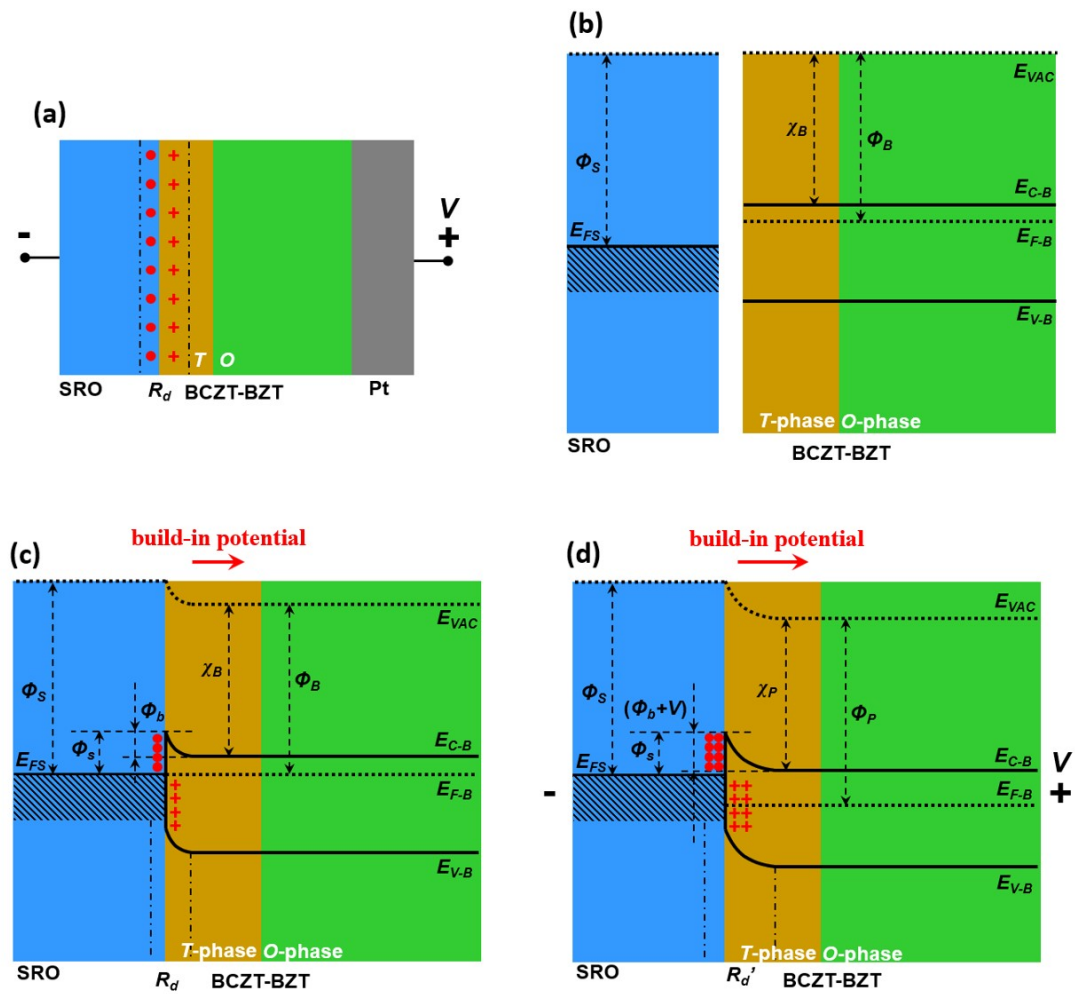 (a)
V
-
+
T O
SRO
R_d
BCZT-BZT
Pt
(b)
E_VAC
χ_B
Φ_B
Φ_S
E_C-B
E_FS
E_F-B
E_V-B
T-phase O-phase
SRO
BCZT-BZT
build-in potential
(c)
E_VAC
χ_B
Φ_B
Φ_S
Φ_b
Φ_s
E_C-B
E_FS
E_F-B
E_V-B
T-phase O-phase
SRO
R_d
BCZT-BZT
build-in potential
(d)
E_VAC
χ_P
Φ_P
Φ_S
(Φ_b+V)
Φ_s
E_C-B
V
E_FS
-
E_F-B
+
E_V-B
T-phase O-phase
SRO
R_d'
BCZT-BZT